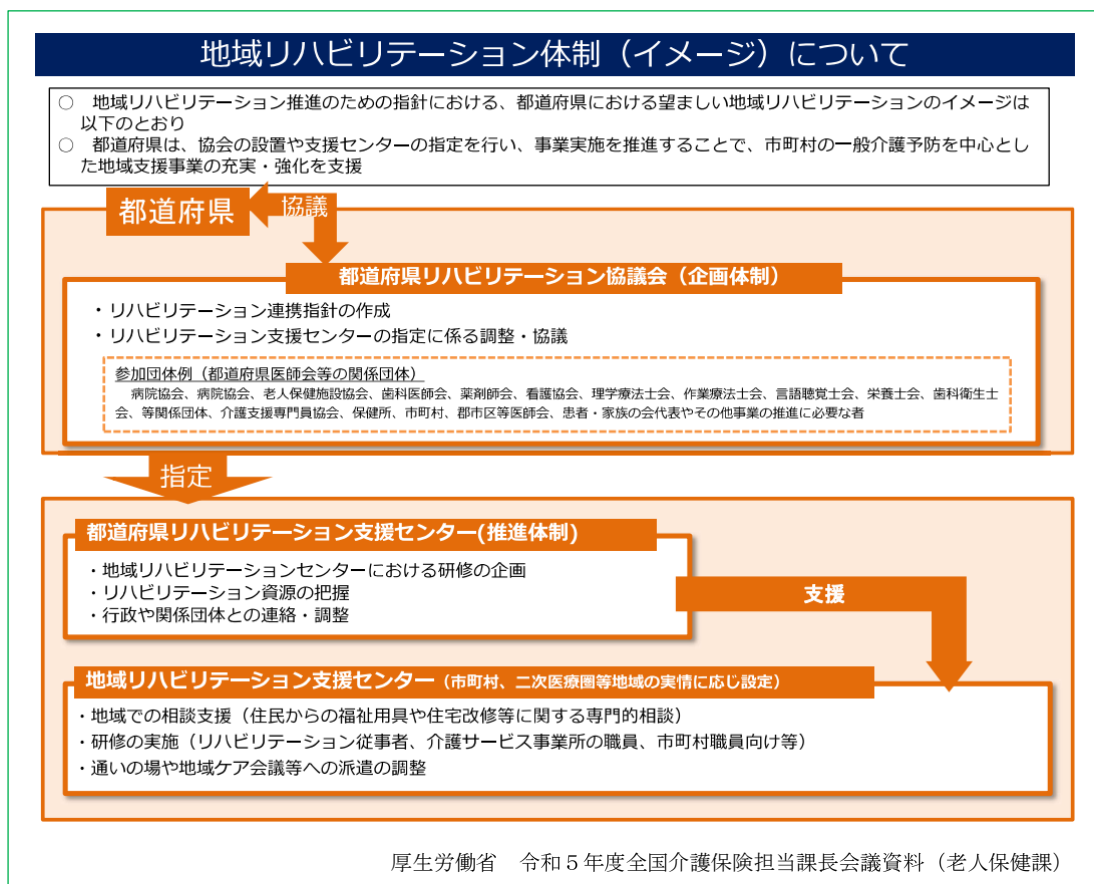 地域リハビリテーション体制（イメージ）について
○　地域リハビリテーション推進のための指針における、都道府県における望ましい地域リハビリテーションのイメージは
以下のとおり
○　都道府県は、協会の設置や支援センターの指定を行い、事業実施を推進することで、市町村の一般介護予防を中心とし
た地域支援事業の充実・強化を支援
都道府県
協議
都道府県リハビリテーション協議会（企画体制）
・リハビリテーション連携指針の作成
・リハビリテーション支援センターの指定に係る調整・協議
参加団体例（都道府県医師会等の関係団体）
病院協会、病院協会、老人保健施設協会、歯科医師会、薬剤師会、看護協会、理学療法士会、作業療法士会、言語聴覚士会、栄養士会、歯科衛生士
会、等関係団体、介護支援専門員協会、保健所、市町村、郡市区等医師会、患者・家族の会代表やその他事業の推進に必要な者
指定
都道府県リハビリテーション支援センター(推進体制)
・地域リハビリテーションセンターにおける研修の企画
・リハビリテーション資源の把握
・行政や関係団体との連絡・調整
支援
地域リハビリテーション支援センター（市町村、二次医療圏等地域の実情に応じ設定）
・地域での相談支援（住民からの福祉用具や住宅改修等に関する専門的相談）
・研修の実施（リハビリテーション従事者、介護サービス事業所の職員、市町村職員向け等）
・通いの場や地域ケア会議等への派遣の調整
厚生労働省　令和５年度全国介護保険担当課長会議資料（老人保健課）